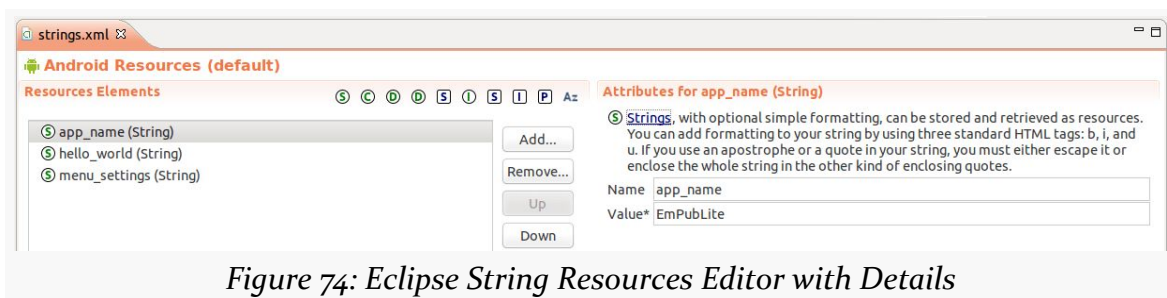 strings.xml
Android Resources (default)
Resources Elements
S C D D S I S I P Az
S app_name (String)
S hello_world (String)
S menu_settings (String)
Add...
Remove...
Up
Down
Attributes for app_name (String)
S Strings, with optional simple formatting, can be stored and retrieved as resources.
You can add formatting to your string by using three standard HTML tags: b, i, and
u. If you use an apostrophe or a quote in your string, you must either escape it or
enclose the whole string in the other kind of enclosing quotes.
Name app_name
Value* EmPubLite
Figure 74: Eclipse String Resources Editor with Details